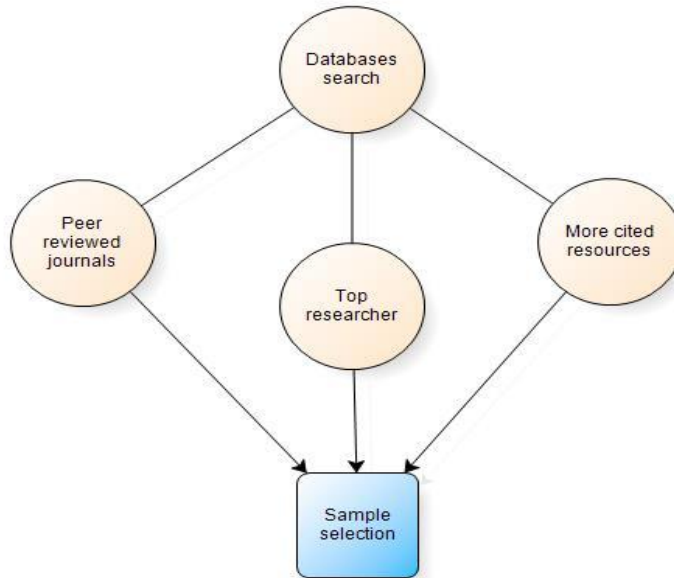 Databases
search
Peer
reviewed
journals
Top
researcher
More cited
resources
Sample
selection